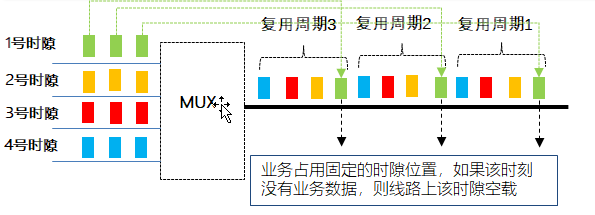 复用周期3 复用周期2 复用周期1
1号时隙
2号时隙
3号时隙
4号时隙
MUX
业务占用固定的时隙位置，如果该时刻
没有业务数据，则线路上该时隙空载